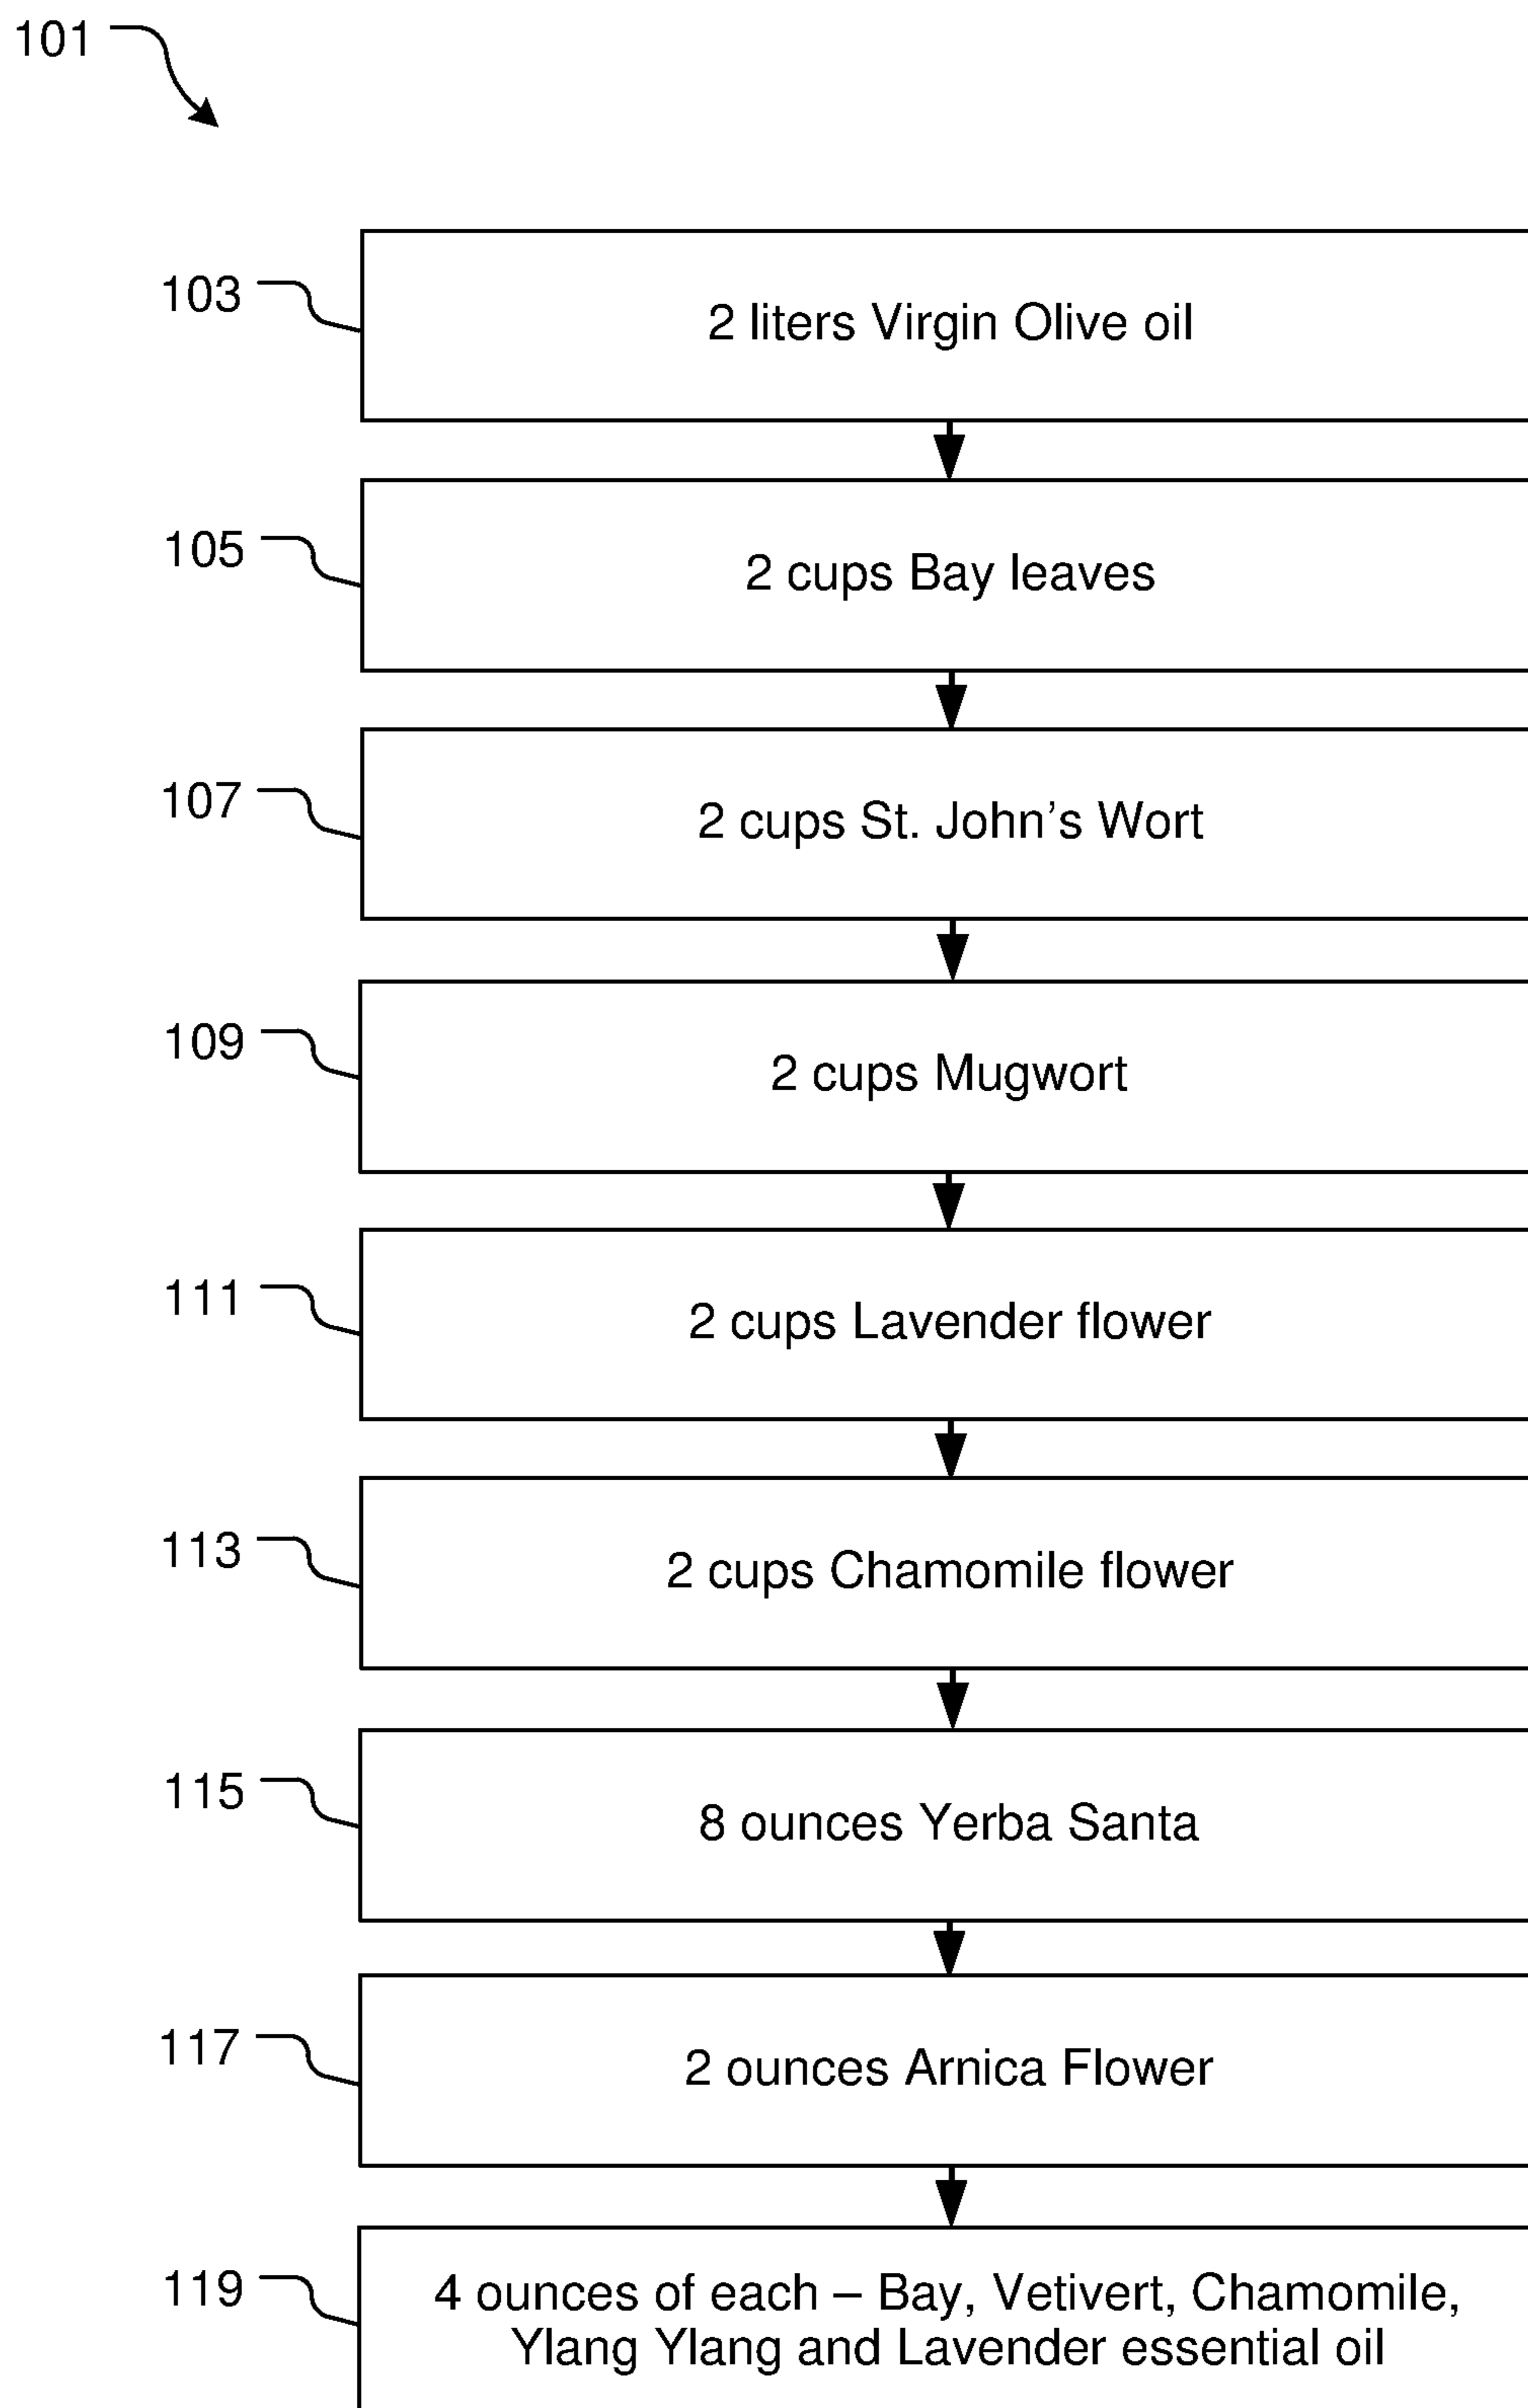 101
103
2 liters Virgin Olive oil
105
2 cups Bay leaves
107
2 cups St. John's Wort
109
2 cups Mugwort
111
2 cups Lavender flower
113
2 cups Chamomile flower
115
8 ounces Yerba Santa
117
2 ounces Arnica Flower
119
4 ounces of each – Bay, Vetivert, Chamomile,
Ylang Ylang and Lavender essential oil